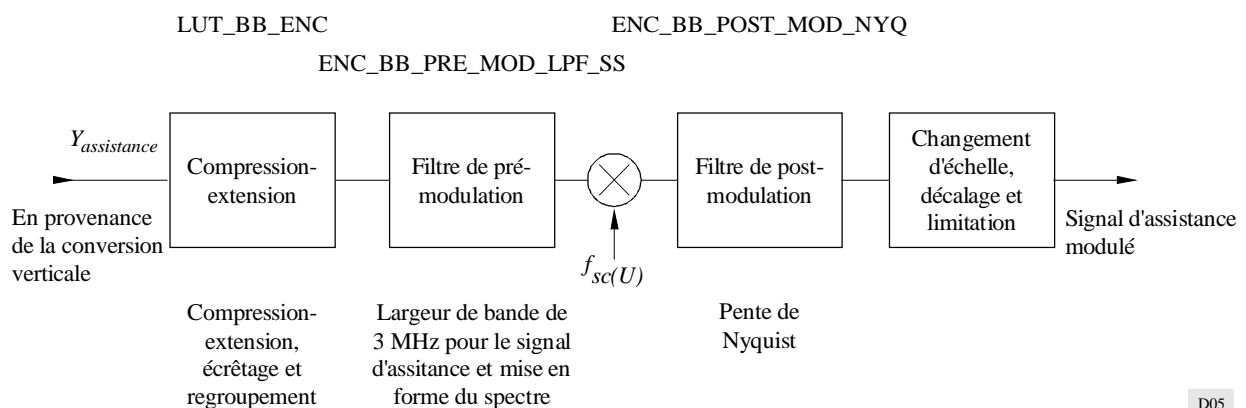 LUT_BB_ENC
ENC_BB_POST_MOD_NYQ
ENC_BB_PRE_MOD_LPF_SS
Y assistance
En provenance
de la conversion
verticale
Compression-
extension
Filtre de pré-
modulation
f sc(U)
Filtre de post-
modulation
Changement
d'échelle,
décalage et
limitation
Signal d'assistance
modulé
Compression-
extension,
écrêtage et
regroupement
Largeur de bande de
3 MHz pour le signal
d'assitance et mise en
forme du spectre
Pente de
Nyquist
D05